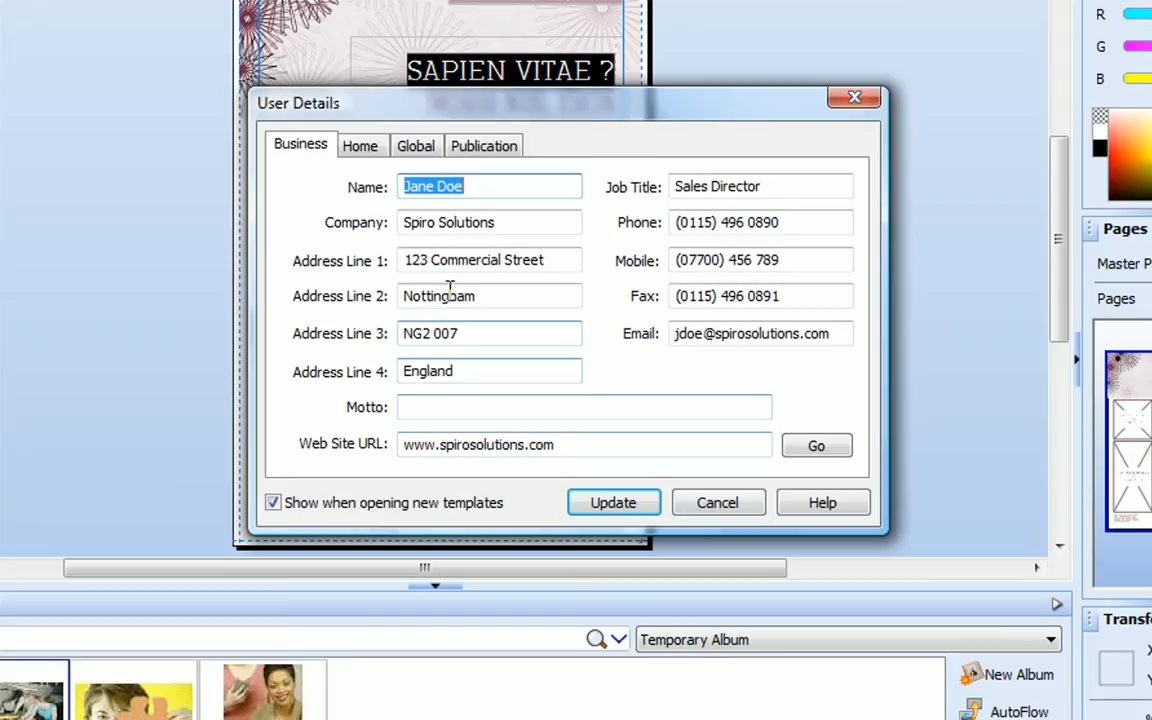 R
SAPIEN VITAE ?
G
B
User Details
Business Home Global Publication
Name: Jane Doe Job Title: Sales Director
Company: Spiro Solutions Phone: (0115) 496 0890
Address Line 1: 123 Commercial Street Mobile: (07700) 456 789
Address Line 2: Nottingham Fax: (0115) 496 0891
Address Line 3: NG2 007 Email: jdoe@spirosolutions.com
Address Line 4: England
Motto:
Web Site URL: www.spirosolutions.com Go
Show when opening new templates Update Cancel Help
Pages
Master P
Pages
Temporary Album
Transf
New Album
AutoFlow
X